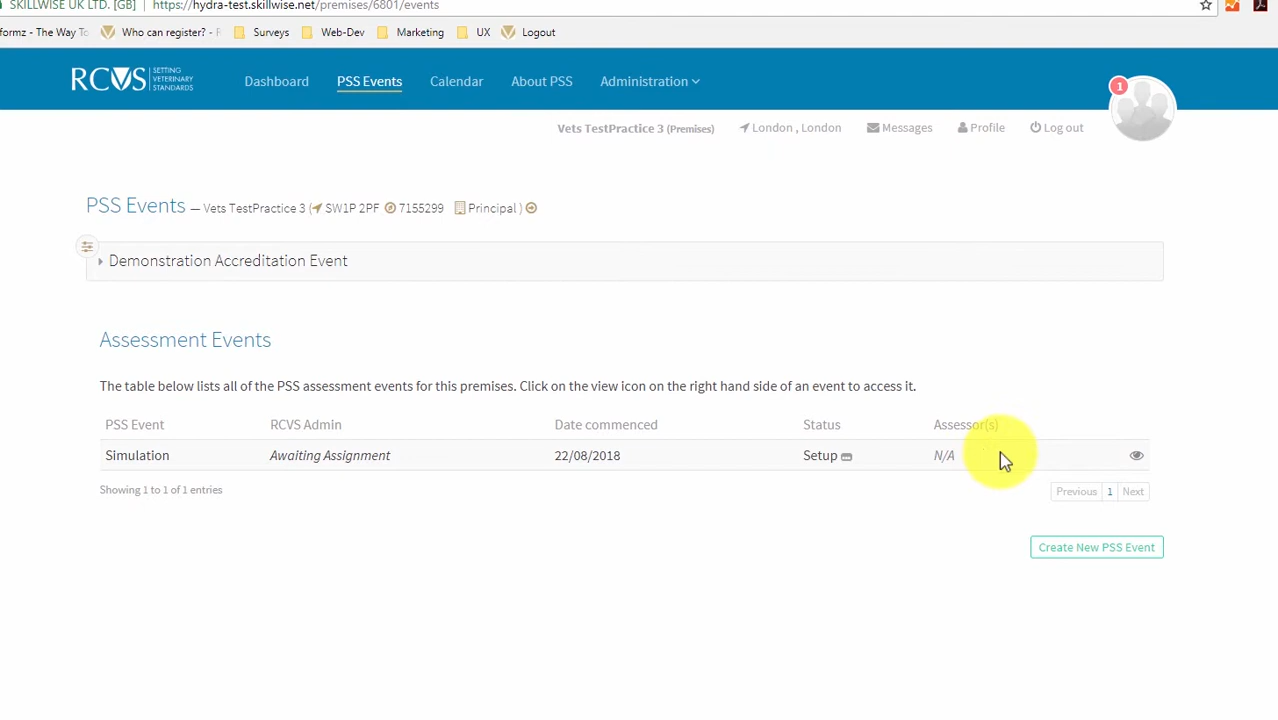 SKILLWISE UK LTD. [GB] https://hydra-test.skillwise.net/premises/6801/events
formz - The Way To Who can register? - Surveys Web-Dev Marketing UX Logout
RCVS SETTING VETERINARY STANDARDS Dashboard PSS Events Calendar About PSS Administration 1
Vets TestPractice 3 (Premises) London , London Messages Profile Log out
PSS Events — Vets TestPractice 3 ( SW1P 2PF 7155299 Principal )
Demonstration Accreditation Event
Assessment Events
The table below lists all of the PSS assessment events for this premises. Click on the view icon on the right hand side of an event to access it.
PSS Event RCVS Admin Date commenced Status Assessor(s)
Simulation Awaiting Assignment 22/08/2018 Setup N/A
Showing 1 to 1 of 1 entries Previous 1 Next
Create New PSS Event